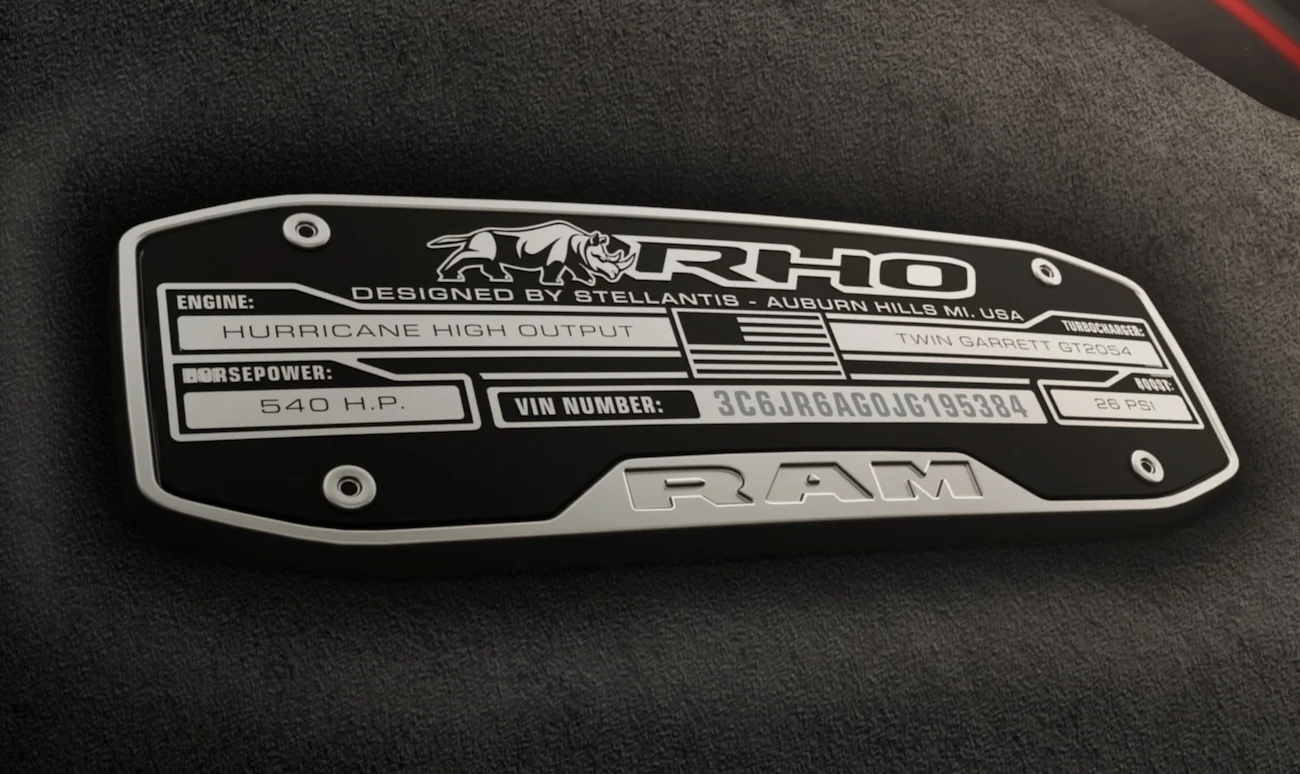 RHO
DESIGNED BY STELLANTIS - AUBURN HILLS MI. USA
ENGINE:
HURRICANE HIGH OUTPUT
TURBOCHARGER:
TWIN GARRETT GT2054
HORSEPOWER:
540 H.P.
VIN NUMBER: 3C6JR6AG0JG195384
BOOST:
26 PSI
RAM